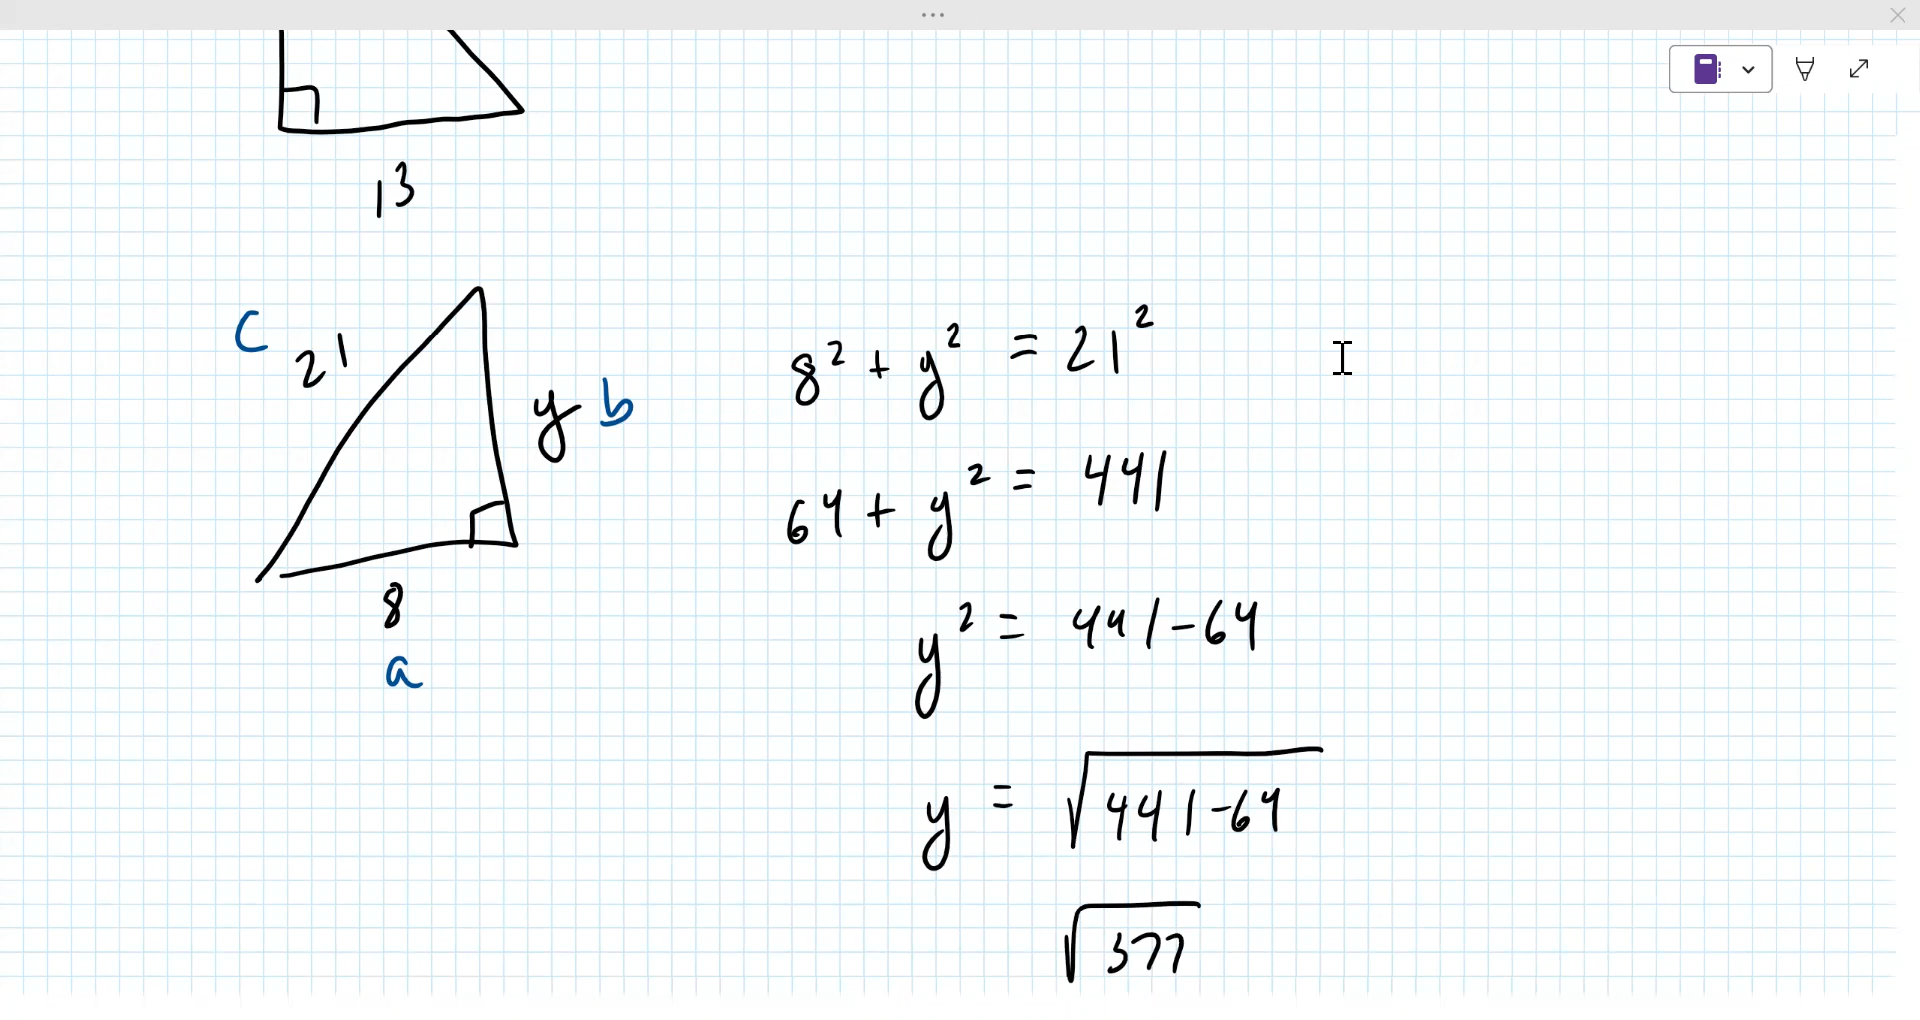 13
C
21
y b
8
a
8² + y² = 21²
64 + y² = 441
y² = 441 - 64
y = √441-64
√377